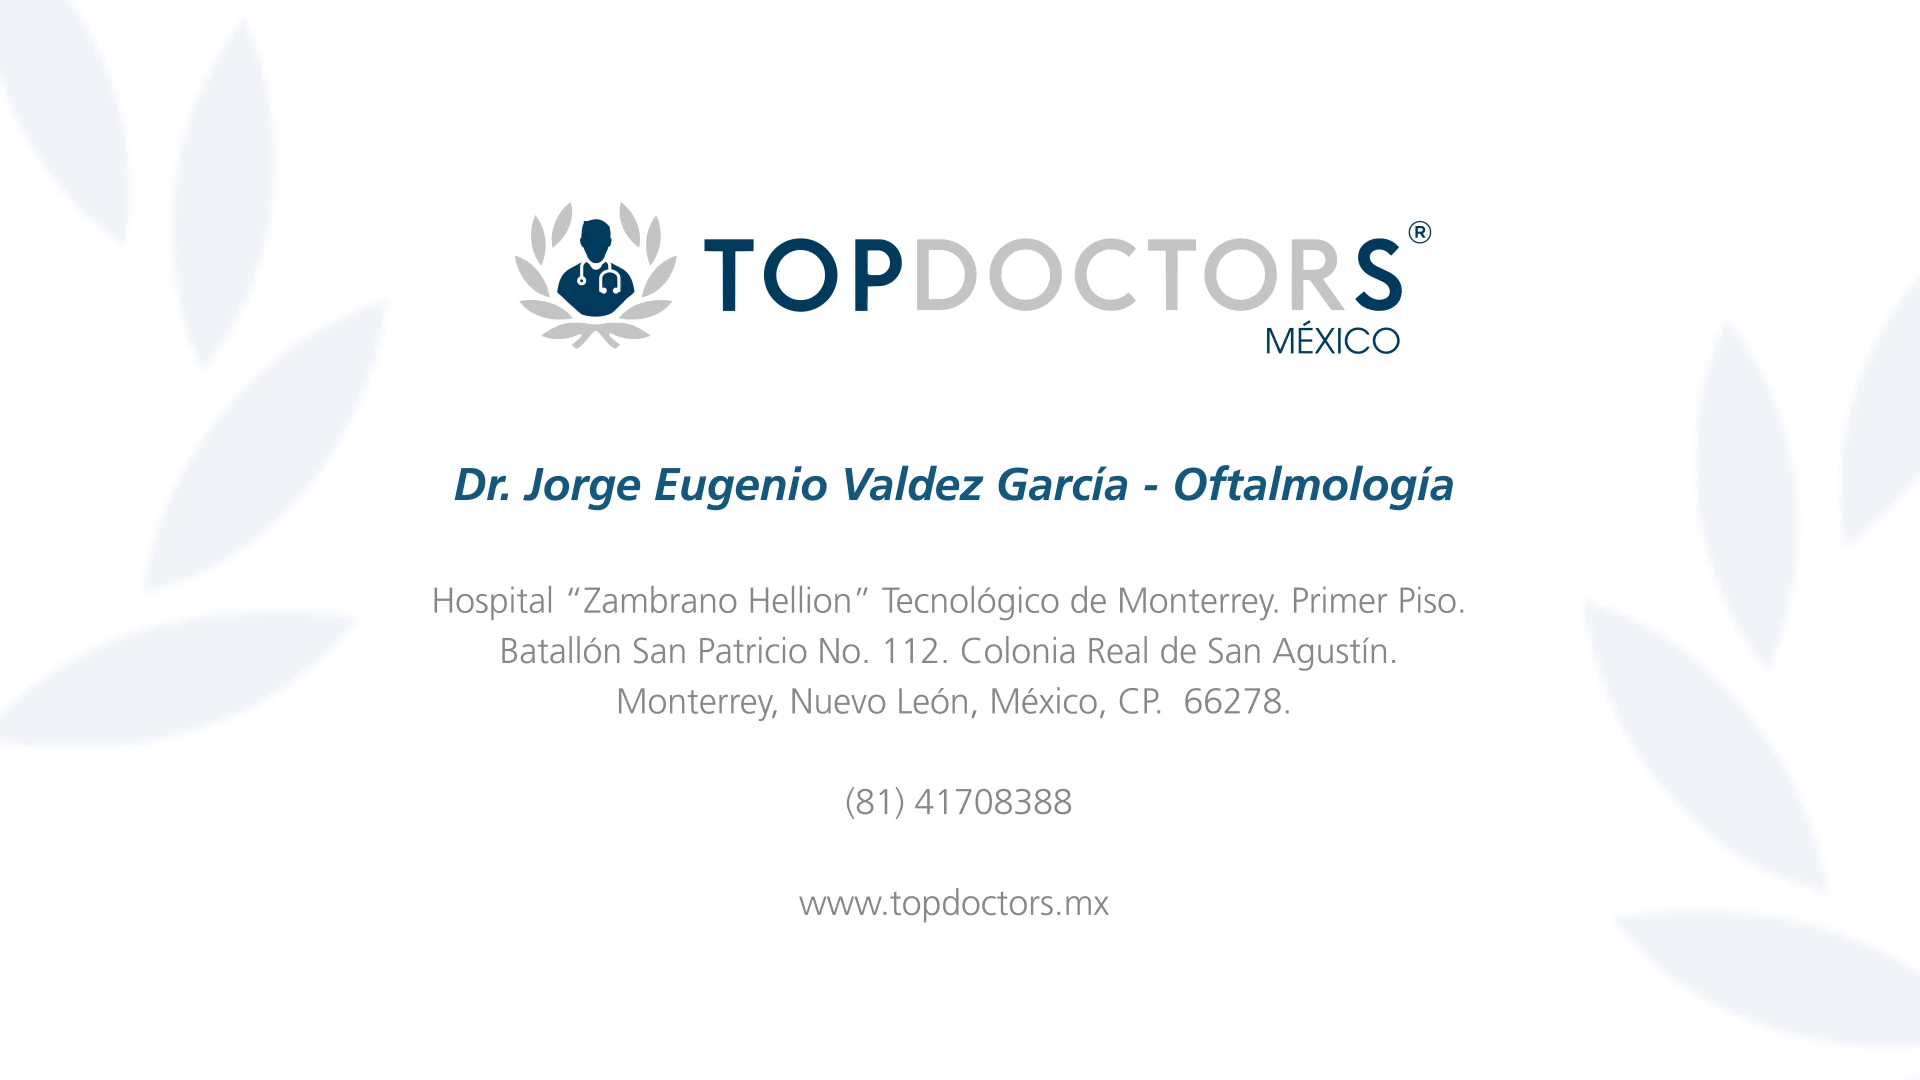 TOPDOCTORS®
MÉXICO
Dr. Jorge Eugenio Valdez García - Oftalmología
Hospital “Zambrano Hellion” Tecnológico de Monterrey. Primer Piso.
Batallón San Patricio No. 112. Colonia Real de San Agustín.
Monterrey, Nuevo León, México, CP.  66278.
(81) 41708388
www.topdoctors.mx